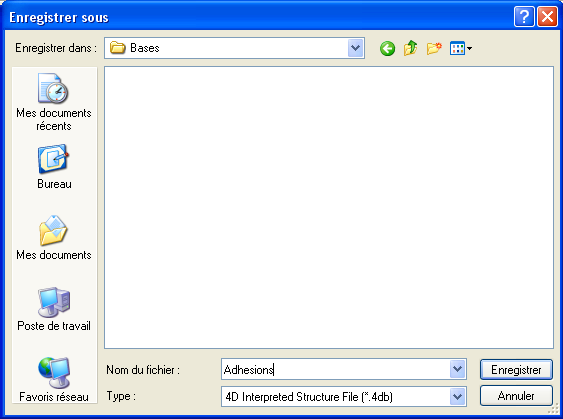 Enregistrer sous
Enregistrer dans :
Bases
Mes documents
récents
Bureau
Mes documents
Poste de travail
Favoris réseau
Nom du fichier :
Adhesions
Enregistrer
Type :
4D Interpreted Structure File (*.4db)
Annuler